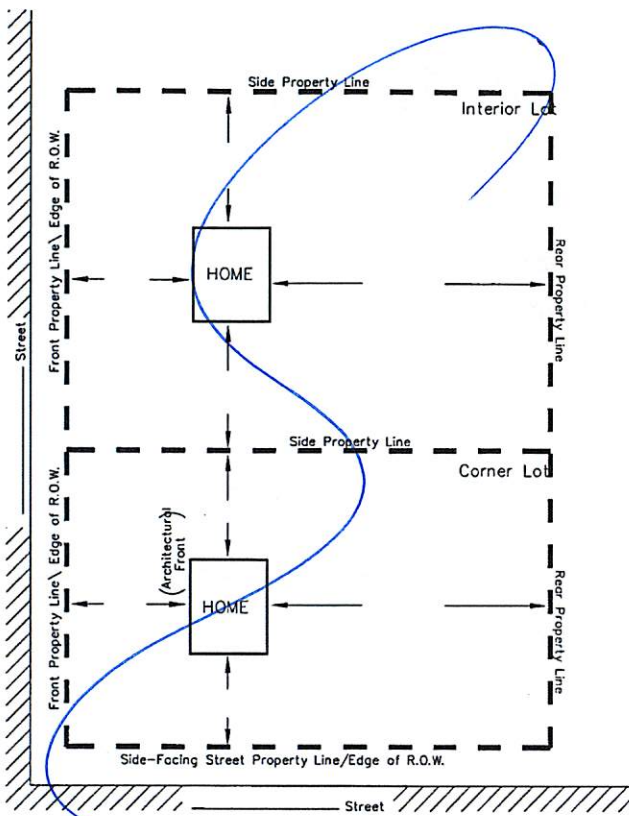 Side Property Line
Interior Lot
Front Property Line\ Edge of R.O.W.
HOME
Rear Property Line
Street
Side Property Line
Corner Lot
Front Property Line\ Edge of R.O.W.
(Architectural
Front)
HOME
Rear Property Line
Side-Facing Street Property Line/Edge of R.O.W.
Street